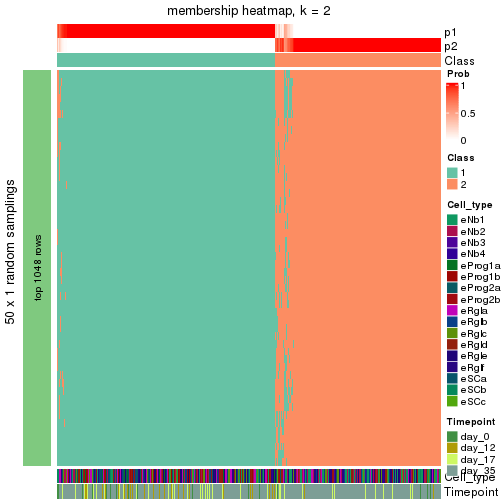 membership heatmap, k = 2
p1
p2
Class
Prob
1
0.5
0
Class
1
2
Cell_type
eNb1
eNb2
eNb3
eNb4
eProg1a
eProg1b
eProg2a
eProg2b
eRgla
eRglb
eRglc
eRgld
eRgle
eRglf
eSCa
eSCb
eSCc
Timepoint
day_0
day_12
day_17
day_35
Cell_type
Timepoint
50 x 1 random samplings
top 1048 rows